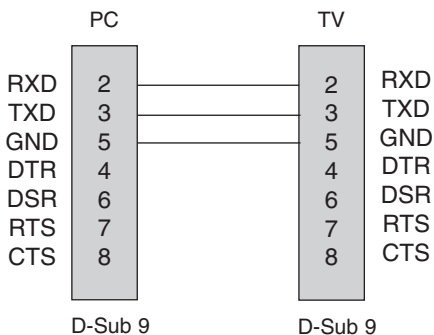 PC TV
RXD 2 2 RXD
TXD 3 3 TXD
GND 5 5 GND
DTR 4 4 DTR
DSR 6 6 DSR
RTS 7 7 RTS
CTS 8 8 CTS
D-Sub 9 D-Sub 9